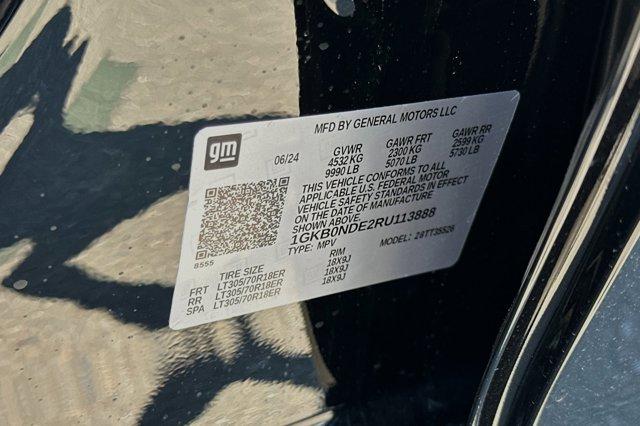 MFD BY GENERAL MOTORS LLC
gm
06/24
GVWR
4532 KG
9990 LB
GAWR FRT
2300 KG
5070 LB
GAWR RR
2599 KG
5730 LB
THIS VEHICLE CONFORMS TO ALL
APPLICABLE U.S. FEDERAL MOTOR
VEHICLE SAFETY STANDARDS IN EFFECT
ON THE DATE OF MANUFACTURE
1GKB0NDE2RU113888
TYPE: MPV
MODEL: 28TT35526
8555
TIRE SIZE
RIM
FRT LT305/70R18ER 18X9J
RR LT305/70R18ER 18X9J
SPA LT305/70R18ER 18X9J